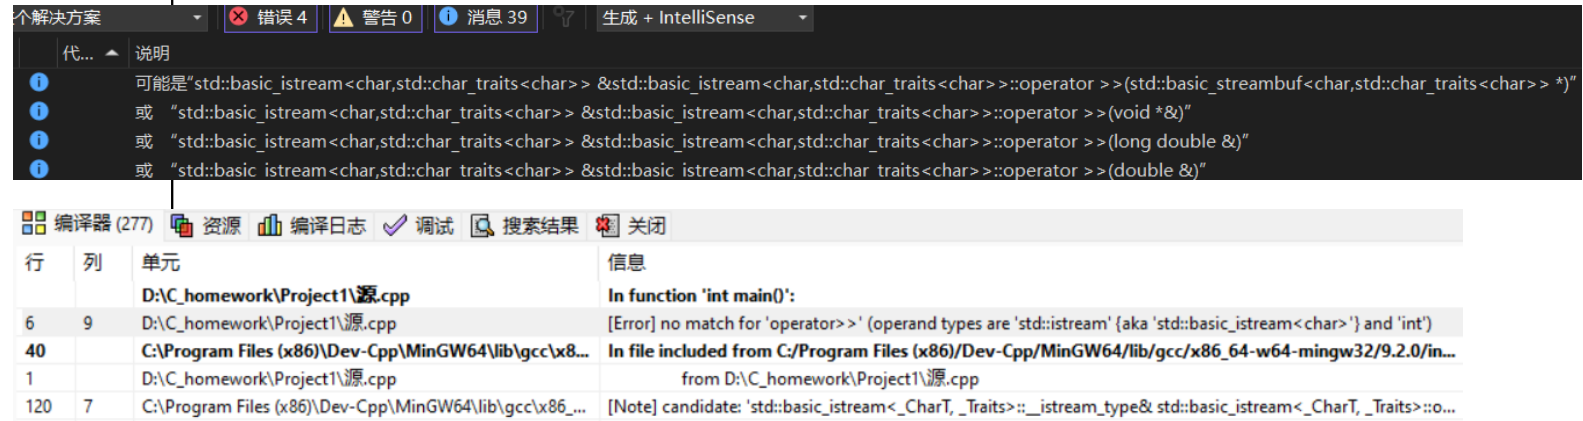 个解决方案 错误 4 警告 0 消息 39 生成 + IntelliSense
代... 说明
可能是“std::basic_istream<char,std::char_traits<char>> &std::basic_istream<char,std::char_traits<char>>::operator >>(std::basic_streambuf<char,std::char_traits<char>> *)”
或 “std::basic_istream<char,std::char_traits<char>> &std::basic_istream<char,std::char_traits<char>>::operator >>(void *&)”
或 “std::basic_istream<char,std::char_traits<char>> &std::basic_istream<char,std::char_traits<char>>::operator >>(long double &)”
或 “std::basic_istream<char,std::char_traits<char>> &std::basic_istream<char,std::char_traits<char>>::operator >>(double &)”
编译器 (277) 资源 编译日志 调试 搜索结果 关闭
行 列 单元 信息
D:\C_homework\Project1\源.cpp In function 'int main()':
6 9 D:\C_homework\Project1\源.cpp [Error] no match for 'operator>>' (operand types are 'std::istream' {aka 'std::basic_istream<char>'} and 'int')
40 C:\Program Files (x86)\Dev-Cpp\MinGW64\lib\gcc\x8... In file included from C:/Program Files (x86)/Dev-Cpp/MinGW64/lib/gcc/x86_64-w64-mingw32/9.2.0/in...
1 D:\C_homework\Project1\源.cpp from D:\C_homework\Project1\源.cpp
120 7 C:\Program Files (x86)\Dev-Cpp\MinGW64\lib\gcc\x86_... [Note] candidate: 'std::basic_istream<_CharT, _Traits>::__istream_type& std::basic_istream<_CharT, _Traits>::o...